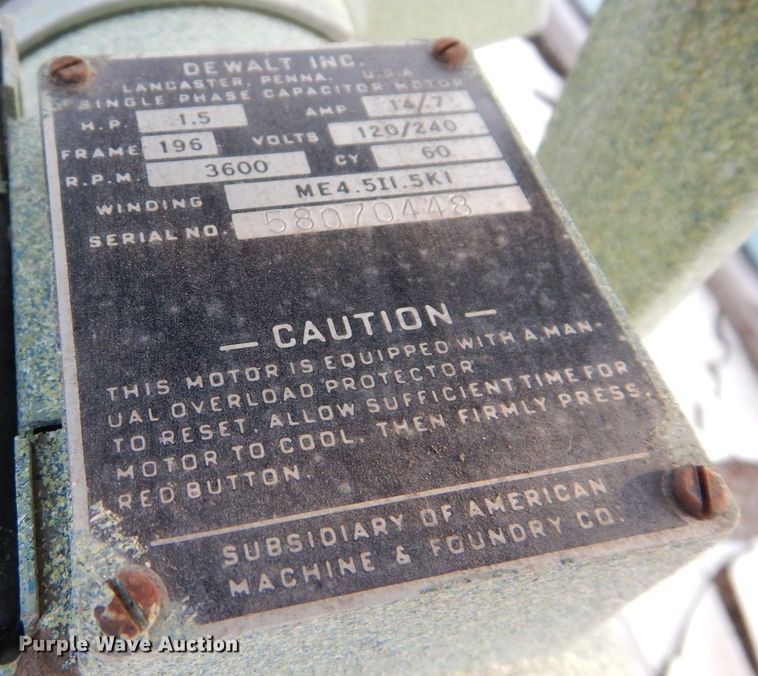 DEWALT INC.
LANCASTER, PENNA. U.S.A
SINGLE PHASE CAPACITOR MOTOR
H.P. 1.5 AMP 14/7
FRAME 196 VOLTS 120/240
R.P.M. 3600 CY 60
WINDING ME4.5II.5KI
SERIAL NO. 58070448
— CAUTION —
THIS MOTOR IS EQUIPPED WITH A MAN-
UAL OVERLOAD PROTECTOR
TO RESET, ALLOW SUFFICIENT TIME FOR
MOTOR TO COOL, THEN FIRMLY PRESS,
RED BUTTON.
SUBSIDIARY OF AMERICAN
MACHINE & FOUNDRY CO.
Purple Wave Auction